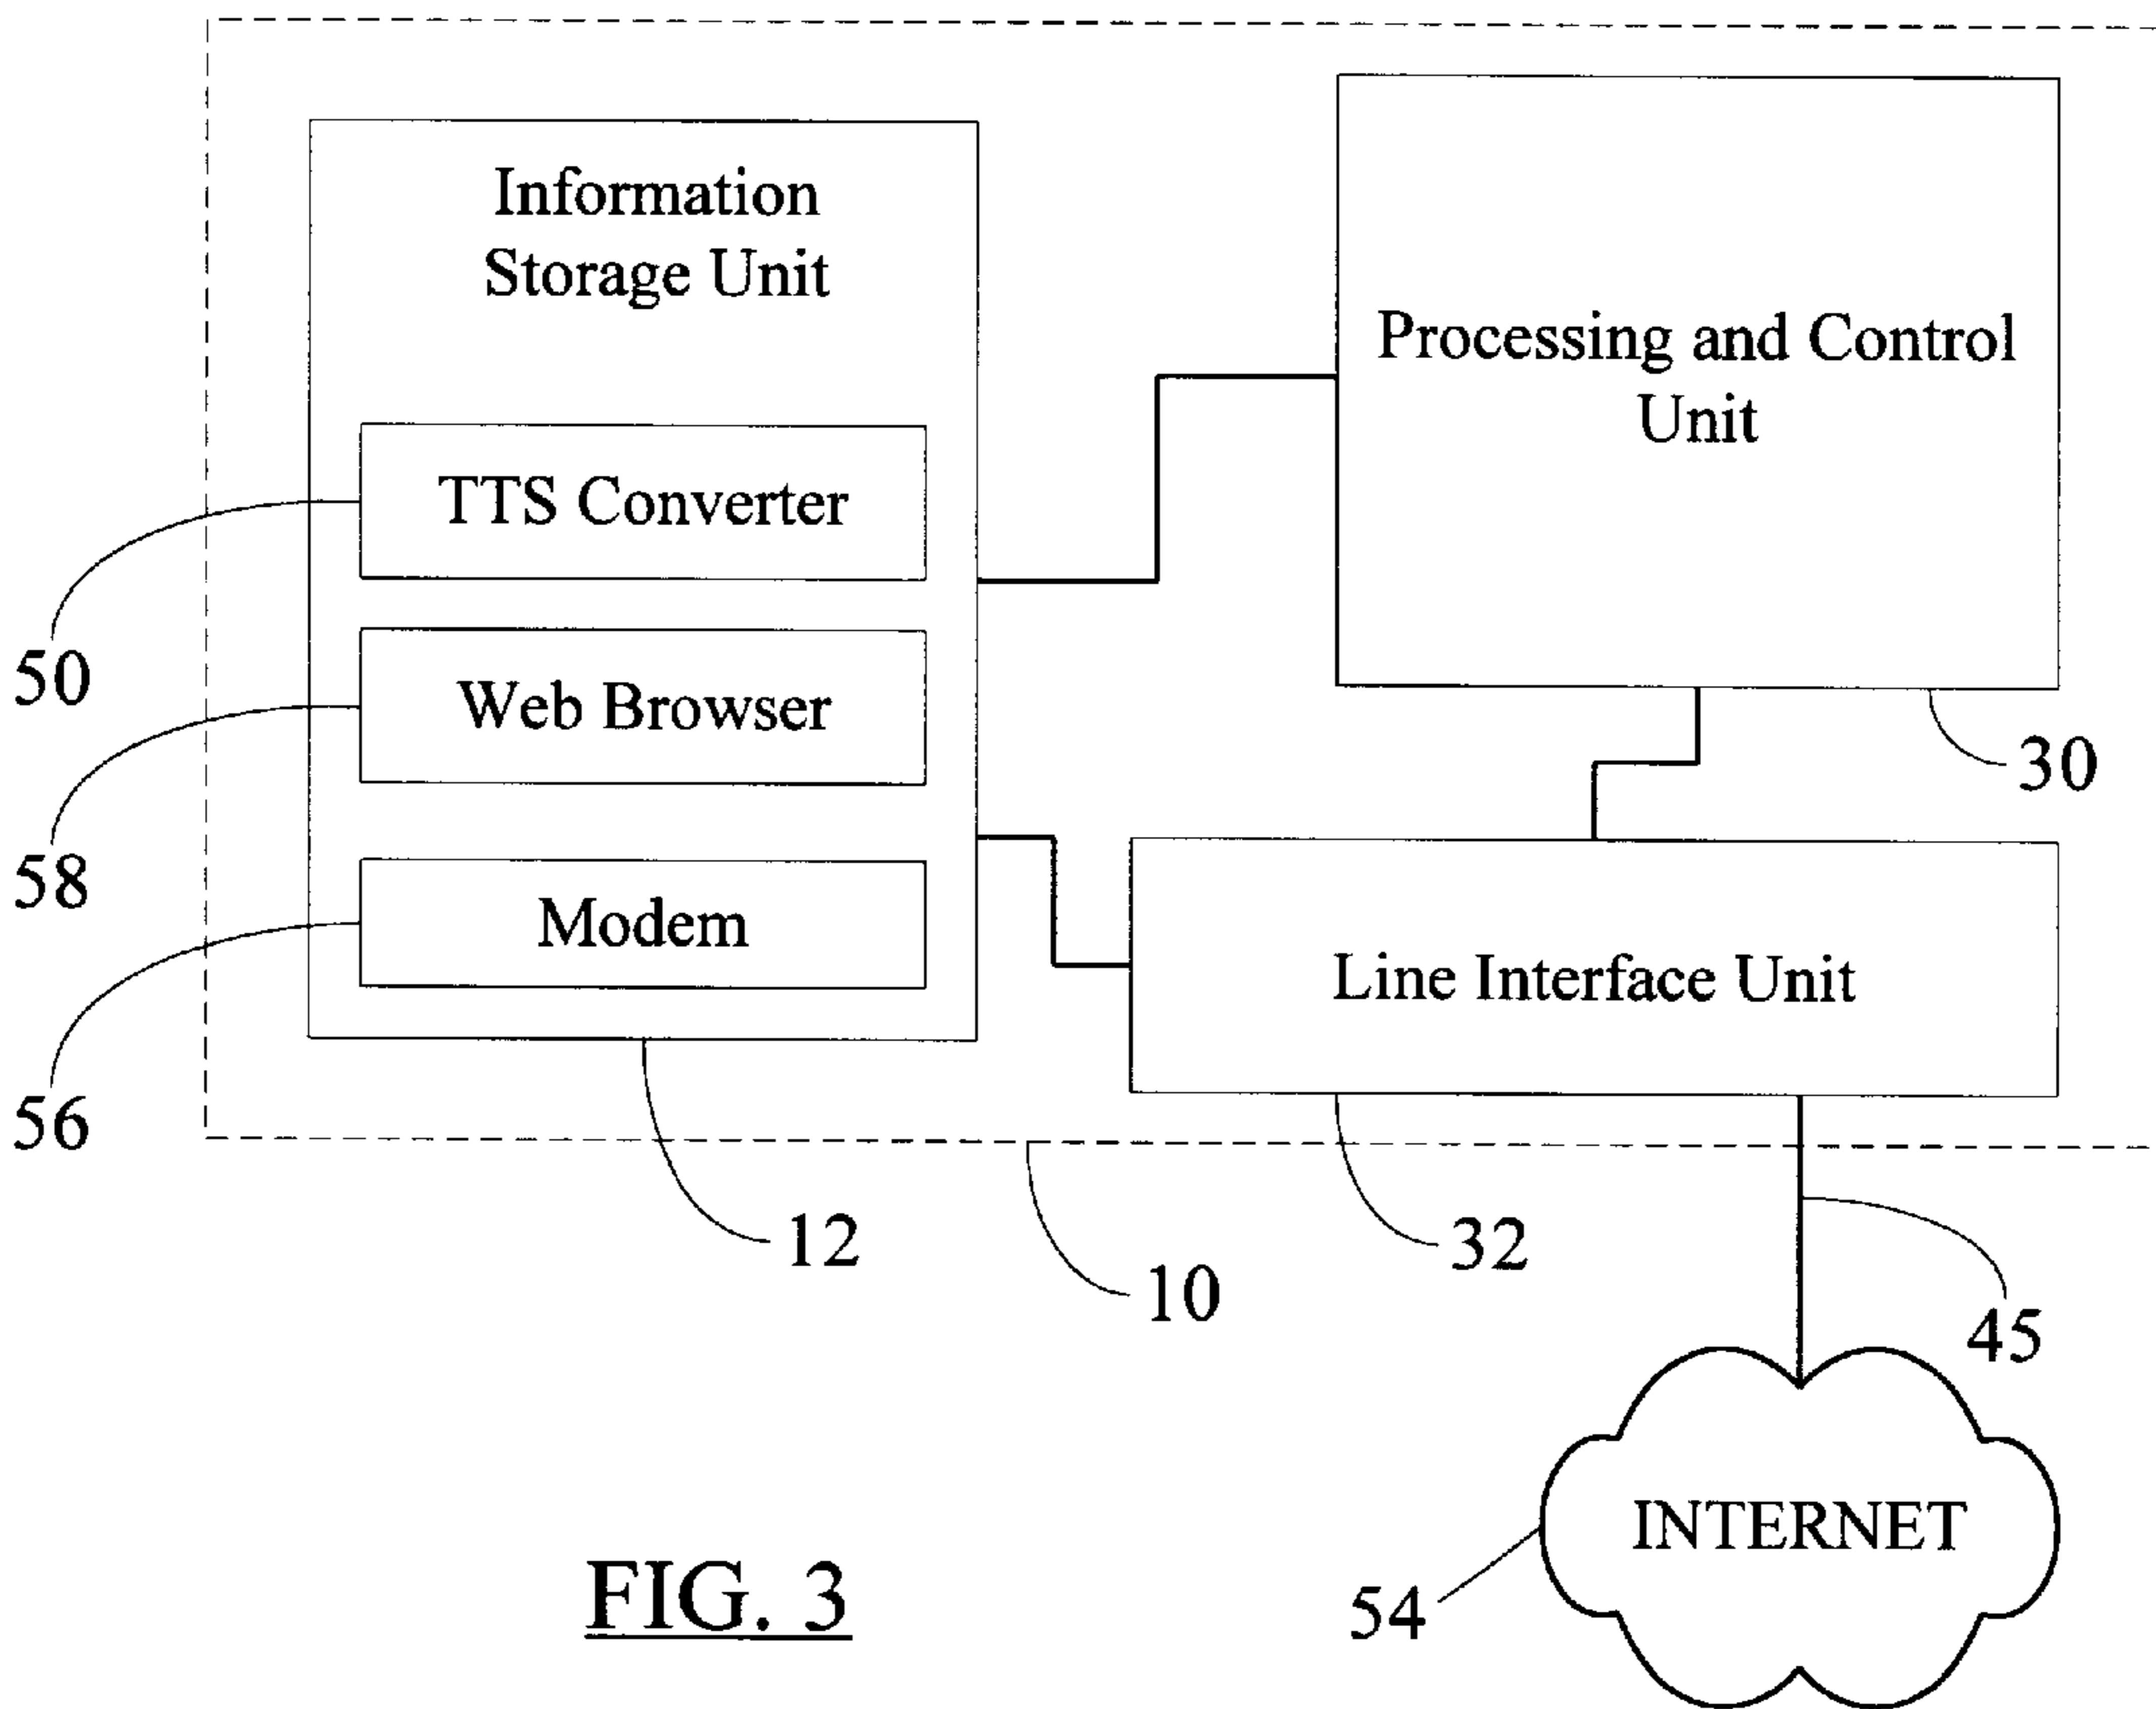 Information
Storage Unit
Processing and Control
Unit
TTS Converter
50
Web Browser
58
30
Modem
56
Line Interface Unit
12
10
32
45
INTERNET
54
FIG. 3